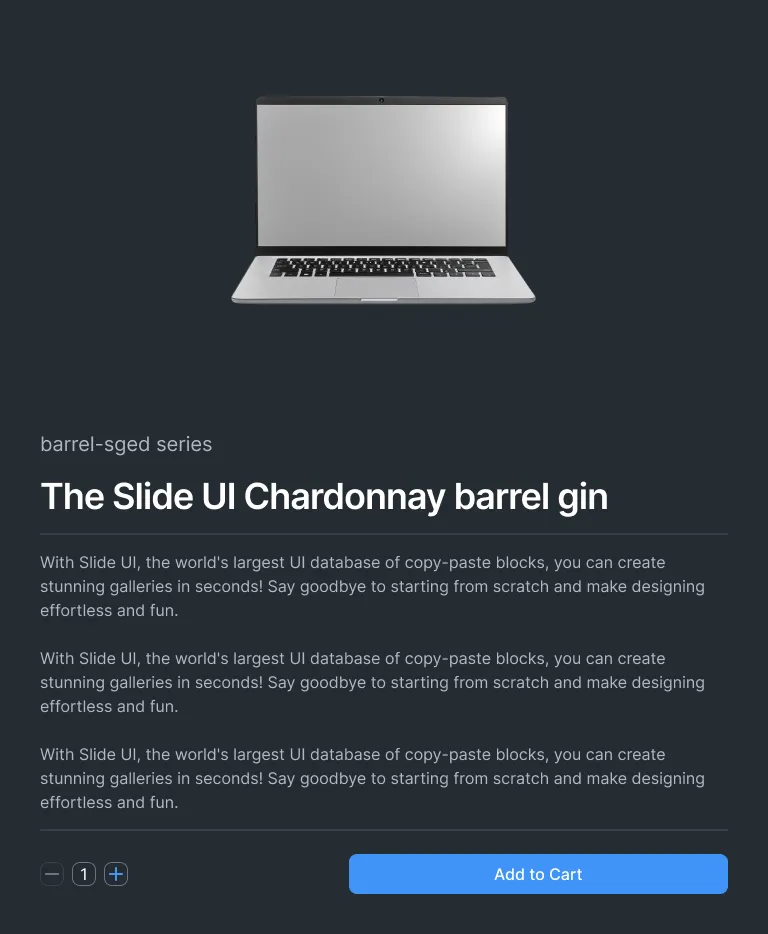 barrel-sged series
The Slide UI Chardonnay barrel gin
With Slide UI, the world's largest UI database of copy-paste blocks, you can create
stunning galleries in seconds! Say goodbye to starting from scratch and make designing
effortless and fun.
With Slide UI, the world's largest UI database of copy-paste blocks, you can create
stunning galleries in seconds! Say goodbye to starting from scratch and make designing
effortless and fun.
With Slide UI, the world's largest UI database of copy-paste blocks, you can create
stunning galleries in seconds! Say goodbye to starting from scratch and make designing
effortless and fun.
1
Add to Cart